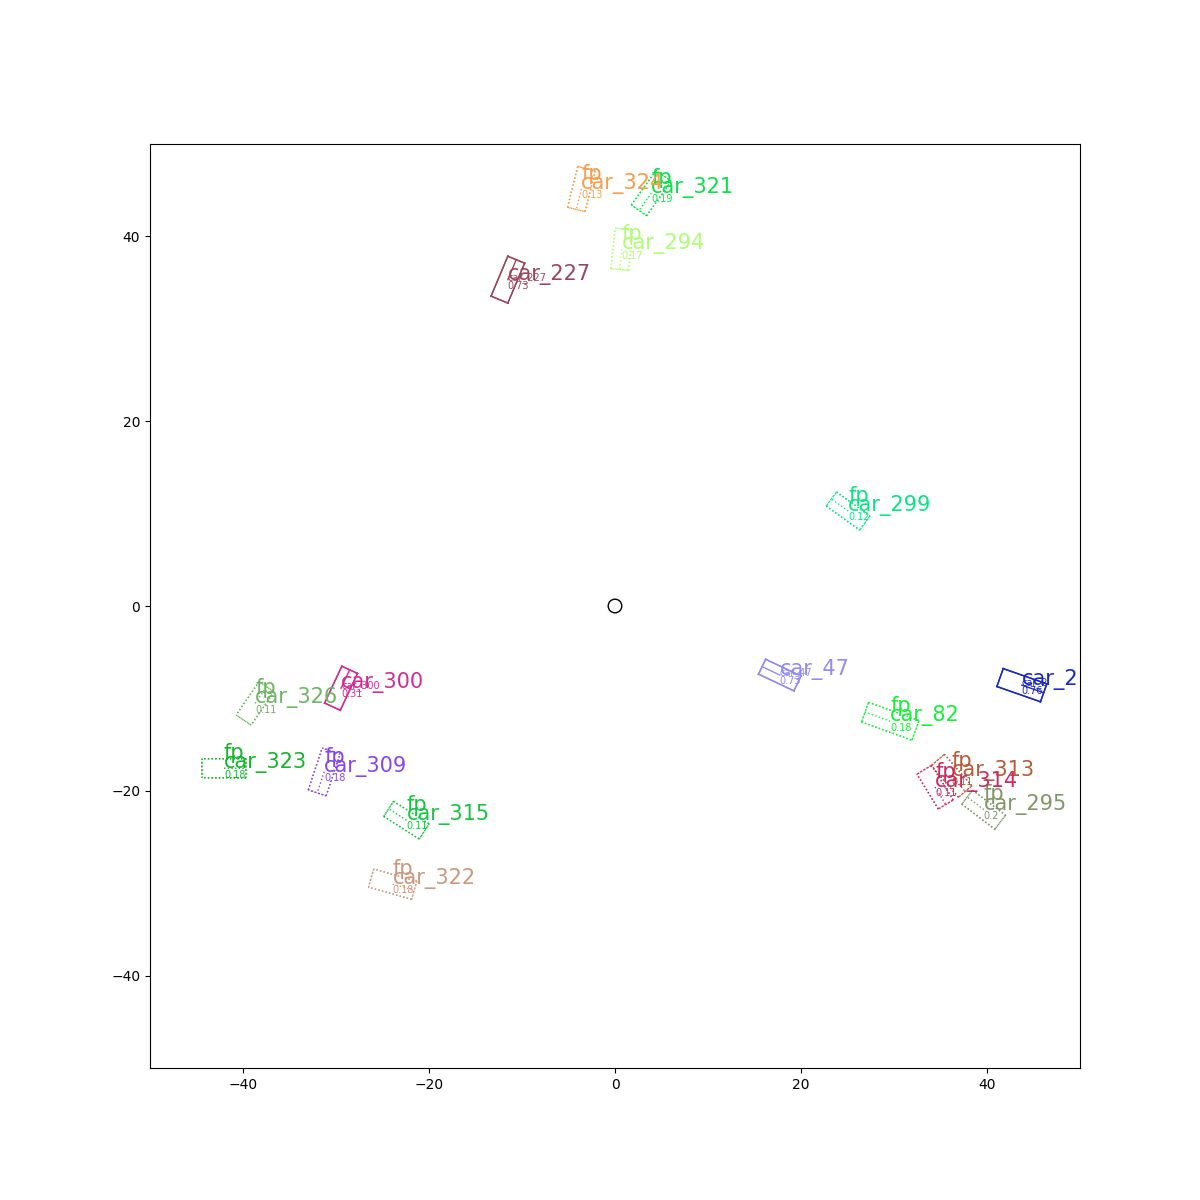 fp
car_324
0.13
fp
car_321
0.19
fp
car_294
0.17
car_227
0.73
40
20
fp
car_299
0.12
0
car_47
0.73
car_2
0.76
fp
car_82
0.18
car_300
0.31
fp
car_326
0.11
fp
car_323
0.18
fp
car_309
0.18
fp
car_313
fp
car_314
0.11
fp
car_295
0.2
−20
fp
car_315
0.11
fp
car_322
0.18
−40
−40
−20
0
20
40